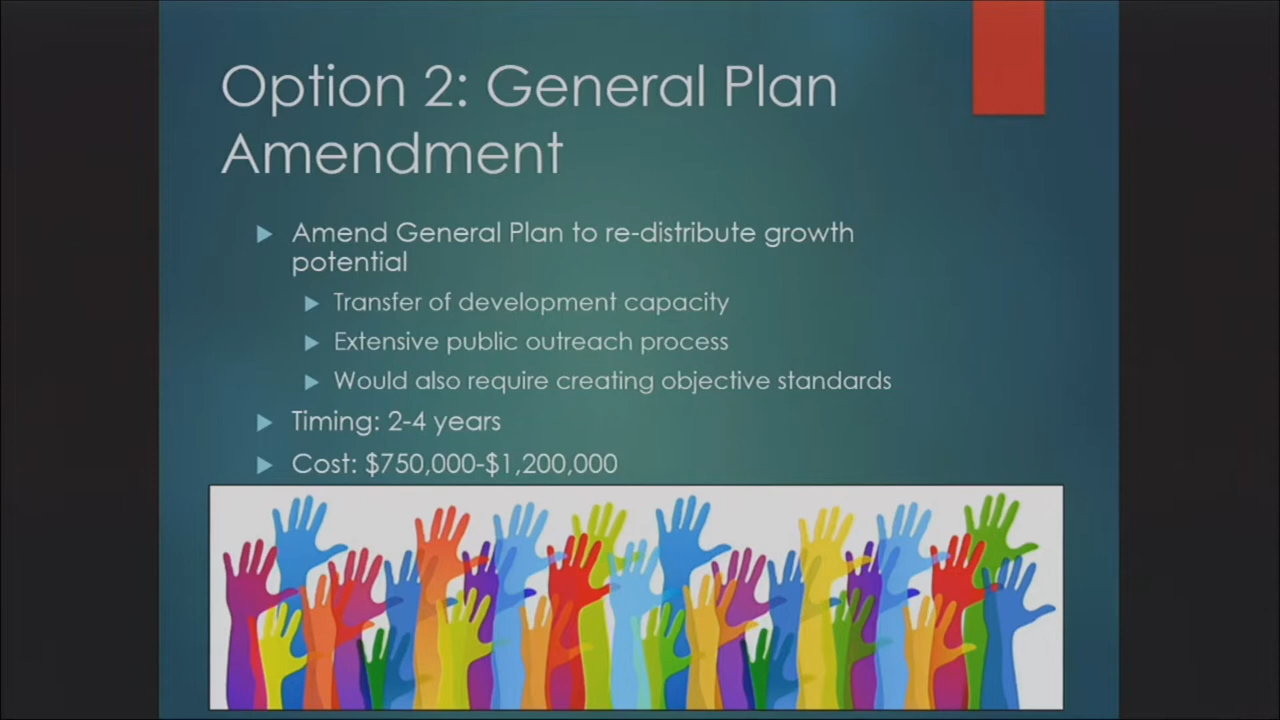 Option 2: General Plan
Amendment
Amend General Plan to re-distribute growth
potential
Transfer of development capacity
Extensive public outreach process
Would also require creating objective standards
Timing: 2-4 years
Cost: $750,000-$1,200,000